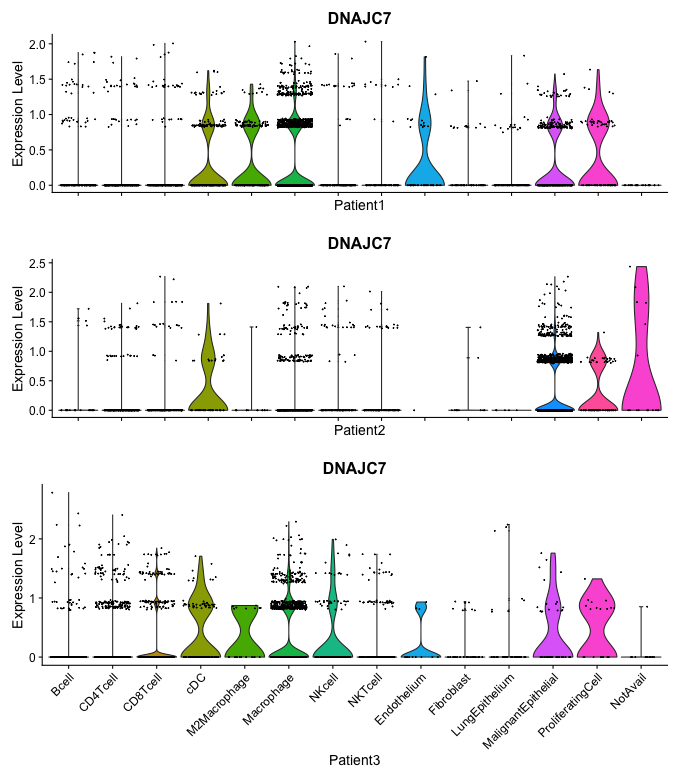 DNAJC7
Expression Level
2.0
1.5
1.0
0.5
0.0
Patient1
DNAJC7
Expression Level
2.5
2.0
1.5
1.0
0.5
0.0
Patient2
DNAJC7
Expression Level
2
1
0
Bcell
CD4Tcell
CD8Tcell
cDC
M2Macrophage
Macrophage
NKcell
NKTcell
Endothelium
Fibroblast
LungEpithelium
MalignantEpithelial
ProliferatingCell
NotAvail
Patient3